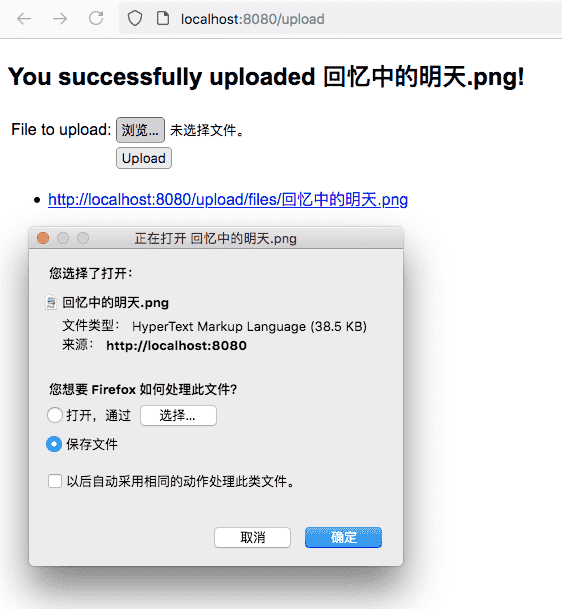 localhost:8080/upload
You successfully uploaded 回忆中的明天.png!
File to upload: 浏览... 未选择文件。
Upload
http://localhost:8080/upload/files/回忆中的明天.png
正在打开 回忆中的明天.png
您选择了打开：
回忆中的明天.png
文件类型： HyperText Markup Language (38.5 KB)
来源： http://localhost:8080
您想要 Firefox 如何处理此文件？
打开，通过 选择...
保存文件
以后自动采用相同的动作处理此类文件。
取消 确定